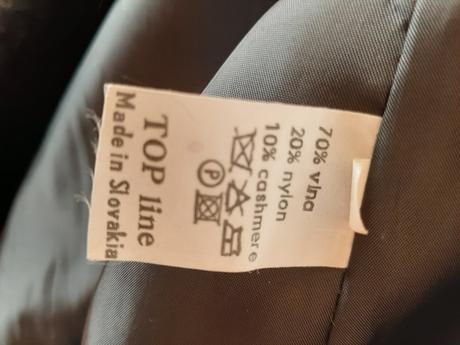 70% vlna
20% nylon
10% cashmere
P
TOP line
Made in Slovakia